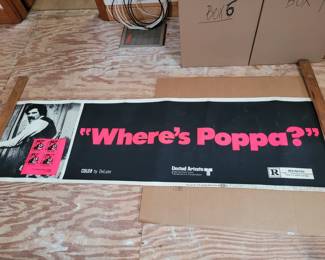 BOX 6
BOX
"Where's Poppa?"
COLOR by DeLuxe
United Artists
R